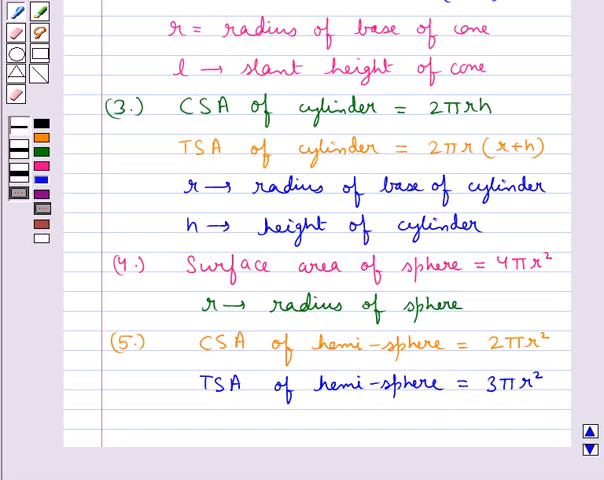 r = radius of base of cone
l → slant height of cone
(3.) CSA of cylinder = 2πrh
TSA of cylinder = 2πr (r+h)
r → radius of base of cylinder
h → height of cylinder
(4.) Surface area of sphere = 4πr²
r → radius of sphere
(5.) CSA of hemi-sphere = 2πr²
TSA of hemi-sphere = 3πr²